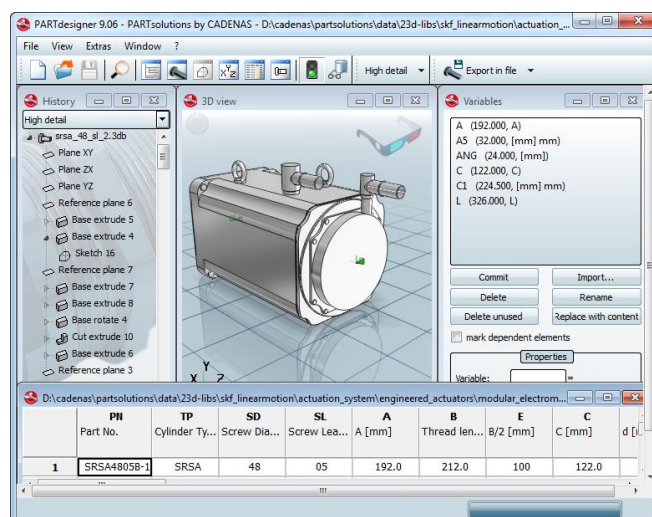 PARTdesigner 9.06 - PARTsolutions by CADENAS - D:\cadenas\partsolutions\data\23d-libs\skf_linearmotion\actuation_...
File View Extras Window ?
High detail Export in file
History
High detail
srsa_48_sl_2.3db
Plane XY
Plane ZX
Plane YZ
Reference plane 6
Base extrude 5
Base extrude 4
Sketch 16
Reference plane 7
Base extrude 7
Base extrude 8
Base rotate 4
Cut extrude 10
Base extrude 6
Reference plane 3
3D view
Y
X Z
Variables
A (192.000, A)
A5 (32.000, [mm] mm)
ANG (24.000, [mm])
C (122.000, C)
C1 (224.500, [mm] mm)
L (326.000, L)
Commit Import...
Delete Rename
Delete unused Replace with content
mark dependent elements
Properties
Variable: =
D:\cadenas\partsolutions\data\23d-libs\skf_linearmotion\actuation_system\engineered_actuators\modular_electrom...
PN TP SD SL A B E C
Part No. Cylinder Ty... Screw Dia... Screw Lea... A [mm] Thread len... B/2 [mm] C [mm]
1 SRSA4805B-1 SRSA 48 05 192.0 212.0 100 122.0